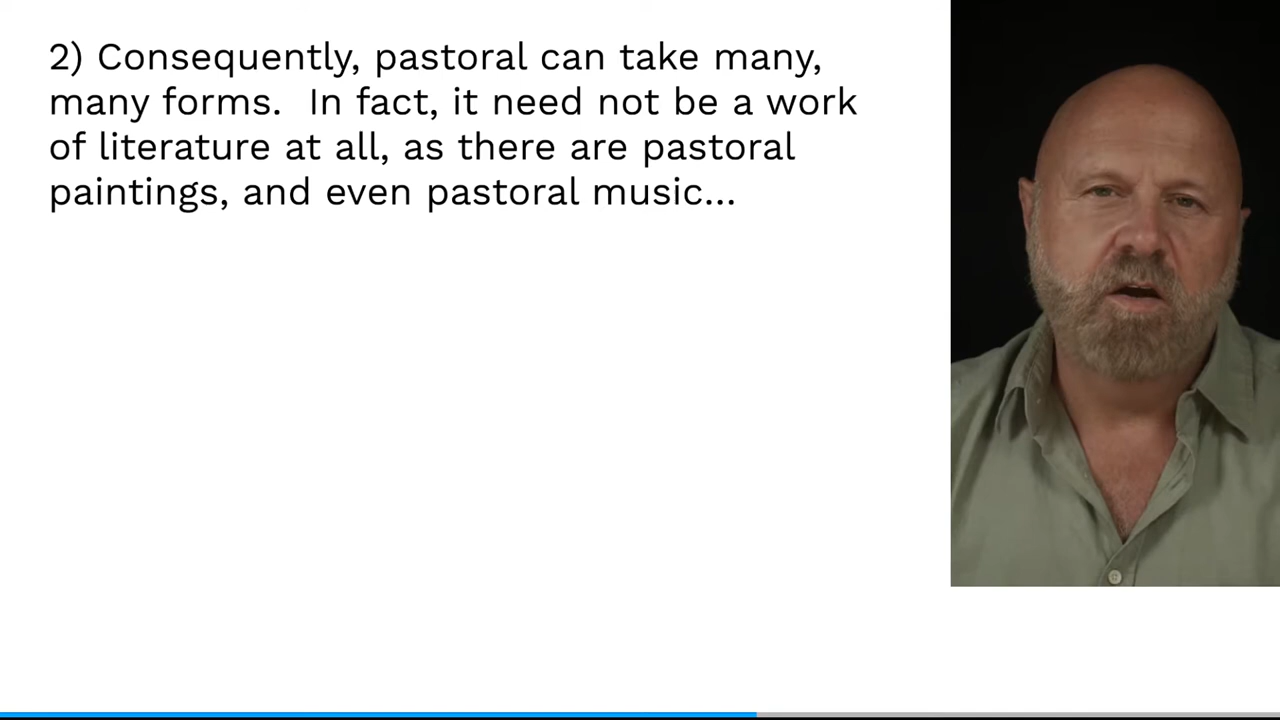 2) Consequently, pastoral can take many,
many forms.  In fact, it need not be a work
of literature at all, as there are pastoral
paintings, and even pastoral music...